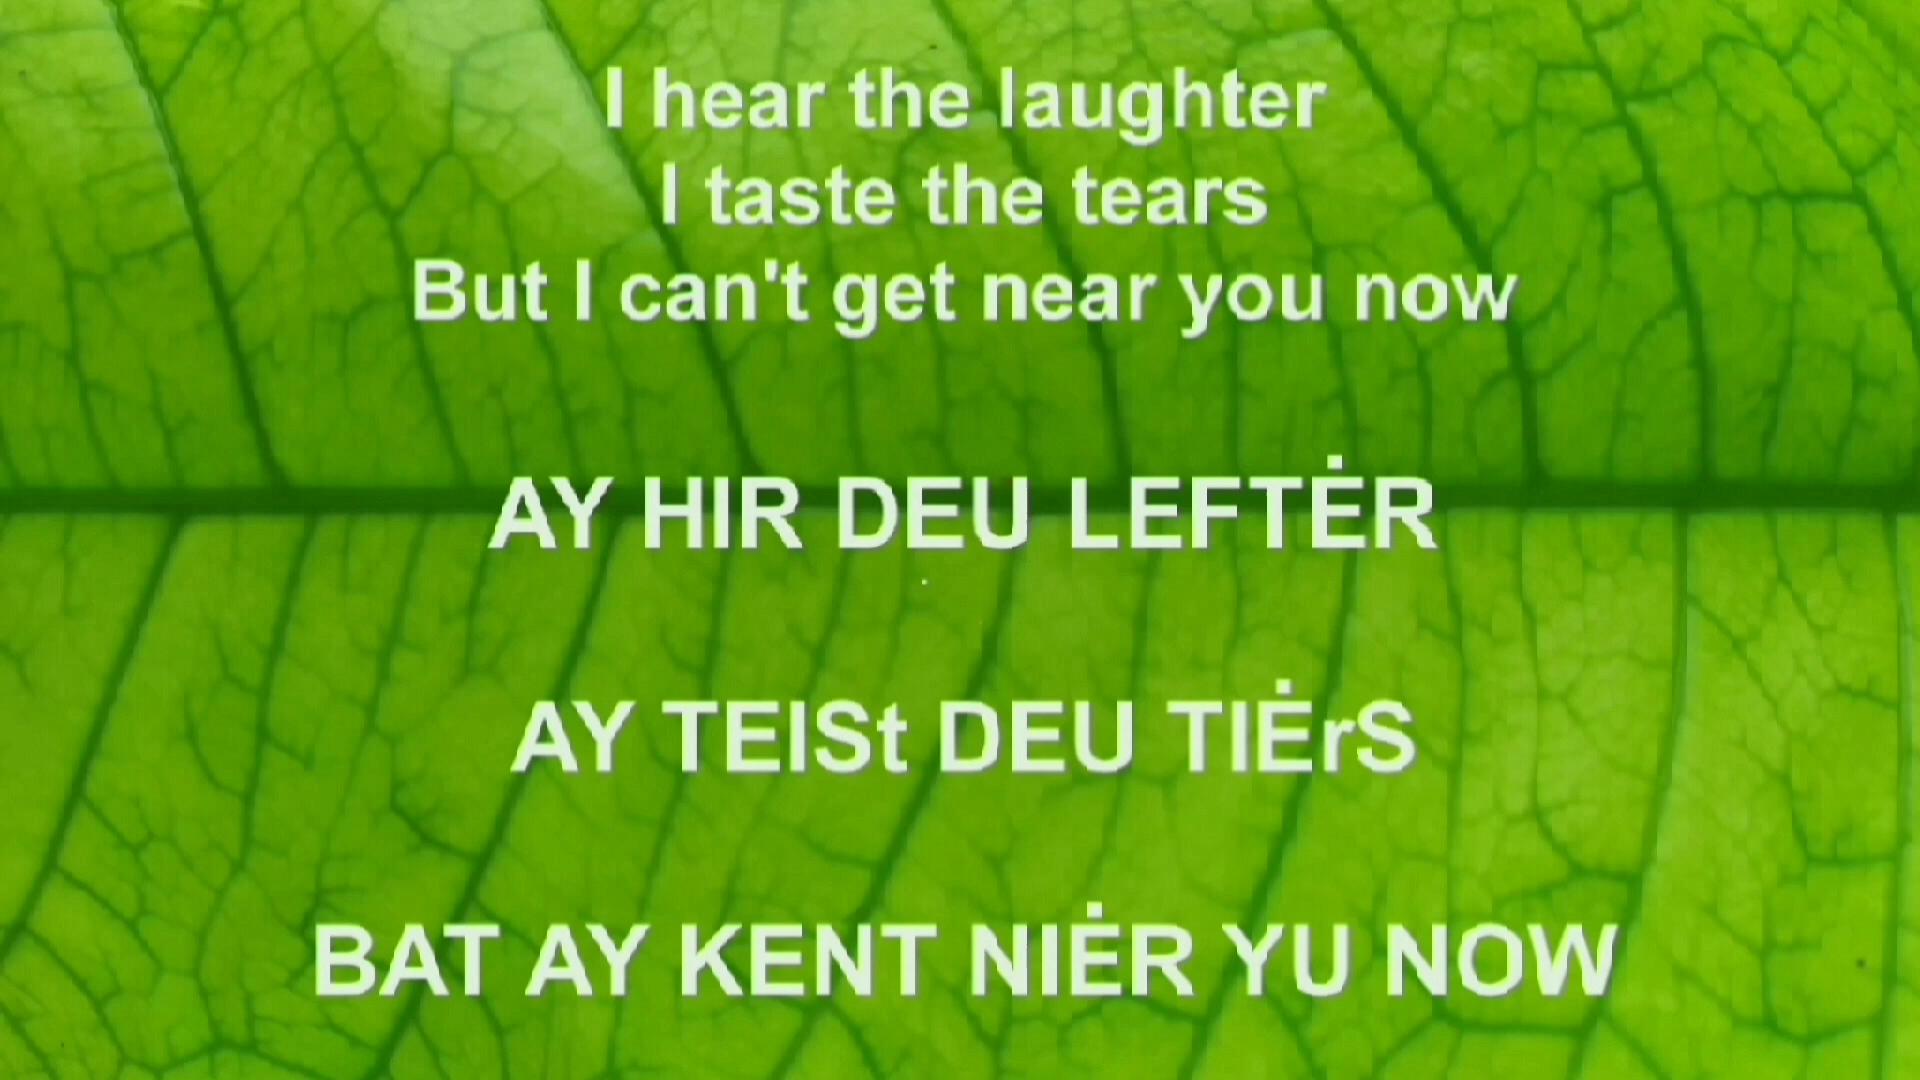 I hear the laughter
I taste the tears
But I can't get near you now
AY HIR DEU LEFTĖR
AY TEISt DEU TIĖrS
BAT AY KENT NIĖR YU NOW